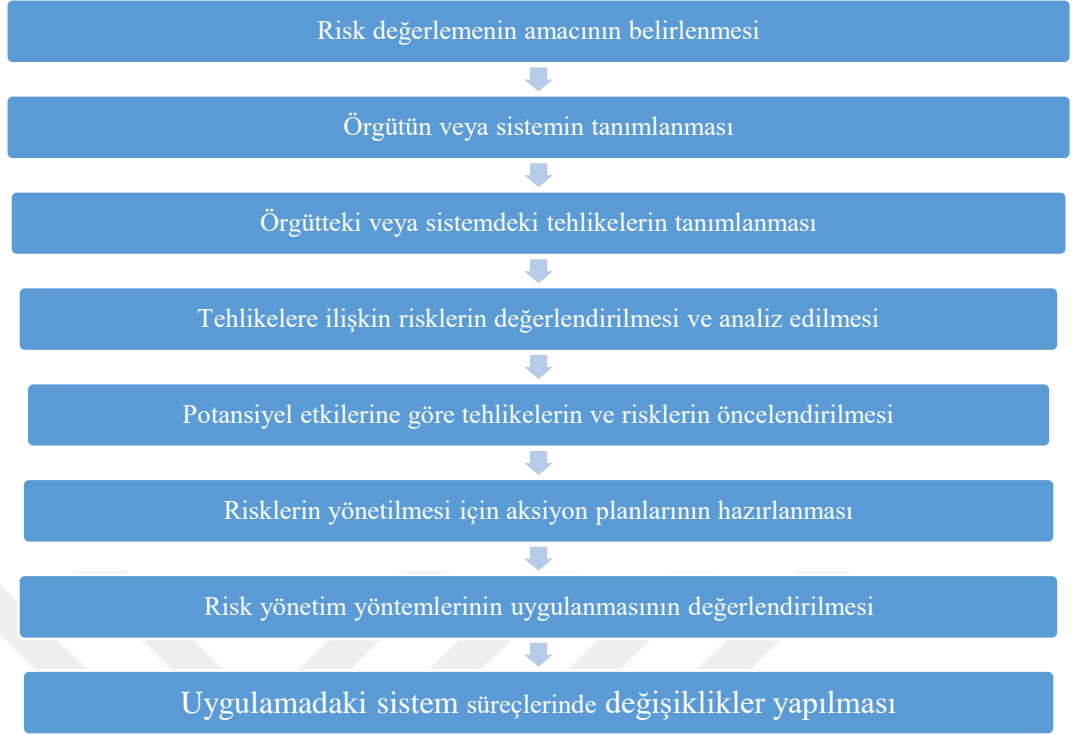 Risk değerlemenin amacının belirlenmesi
Örgütün veya sistemin tanımlanması
Örgütteki veya sistemdeki tehlikelerin tanımlanması
Tehlikelere ilişkin risklerin değerlendirilmesi ve analiz edilmesi
Potansiyel etkilerine göre tehlikelerin ve risklerin öncelendirilmesi
Risklerin yönetilmesi için aksiyon planlarının hazırlanması
Risk yönetim yöntemlerinin uygulanmasının değerlendirilmesi
Uygulamadaki sistem süreçlerinde değişiklikler yapılması